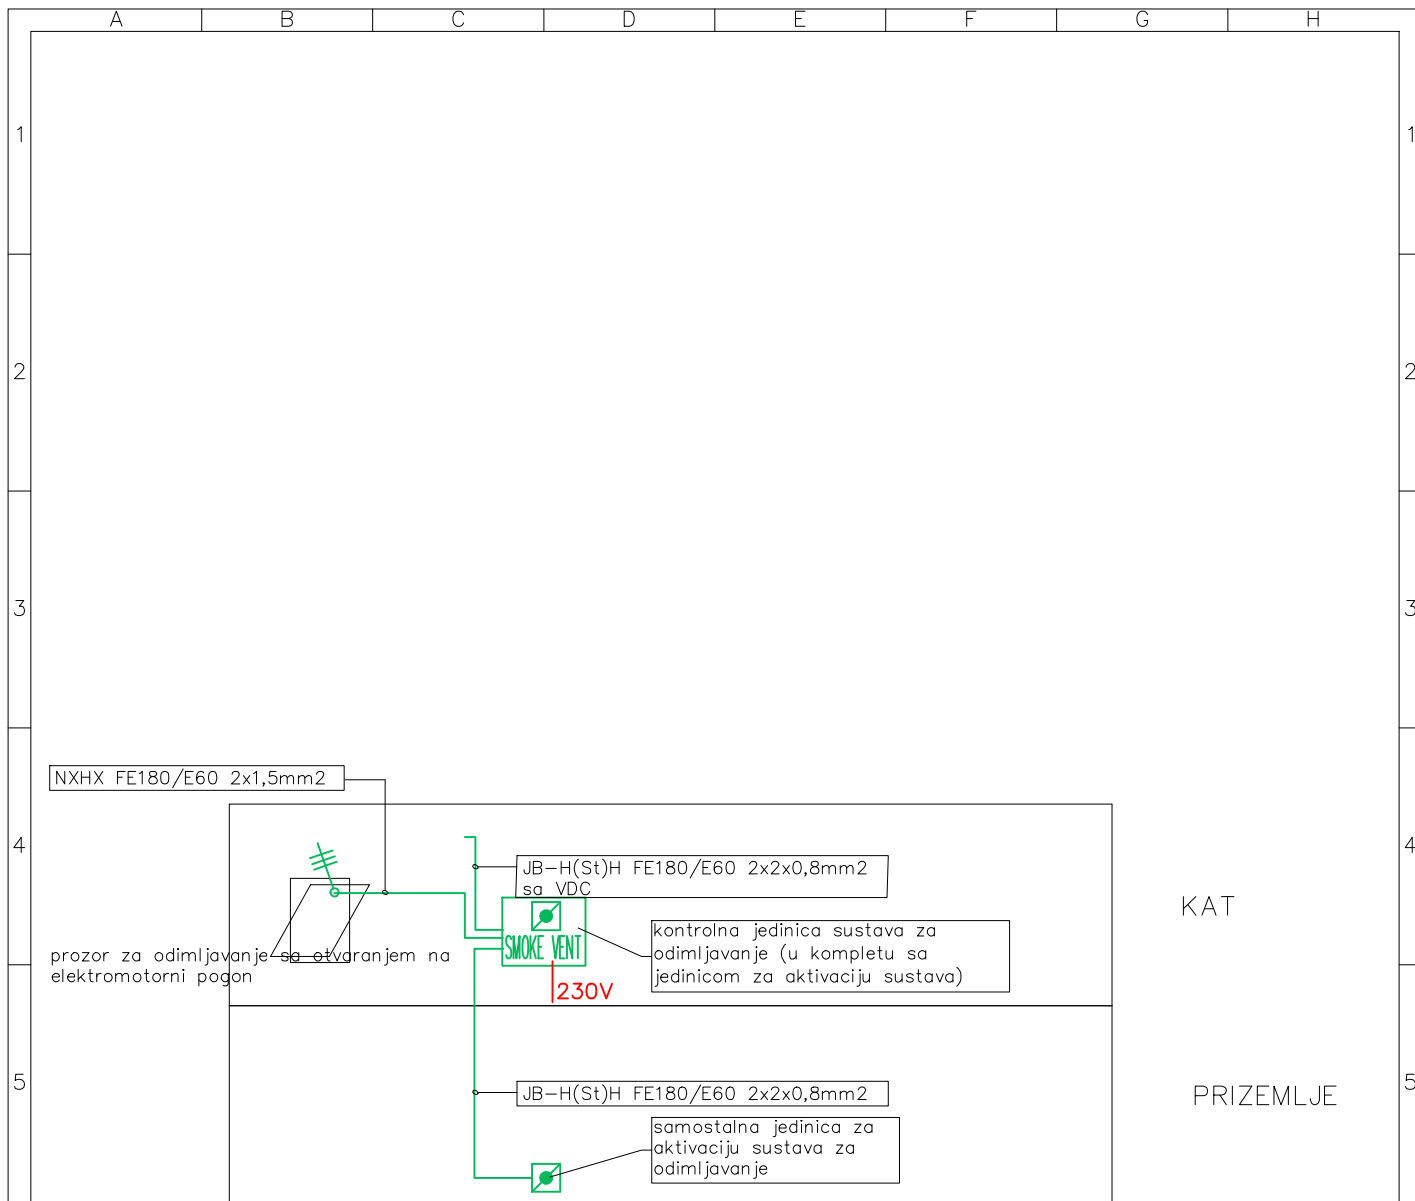 A B C D E F G H
1 1
2 2
3 3
NXHX FE180/E60 2x1,5mm2
4 4
JB-H(St)H FE180/E60 2x2x0,8mm2
sa VDC
KAT
SMOKE VENT
kontrolna jedinica sustava za
odimljavanje (u kompletu sa
jedinicom za aktivaciju sustava)
prozor za odimljavanje sa otvaranjem na
elektromotorni pogon
230V
5 5
JB-H(St)H FE180/E60 2x2x0,8mm2
PRIZEMLJE
samostalna jedinica za
aktivaciju sustava za
odimljavanje